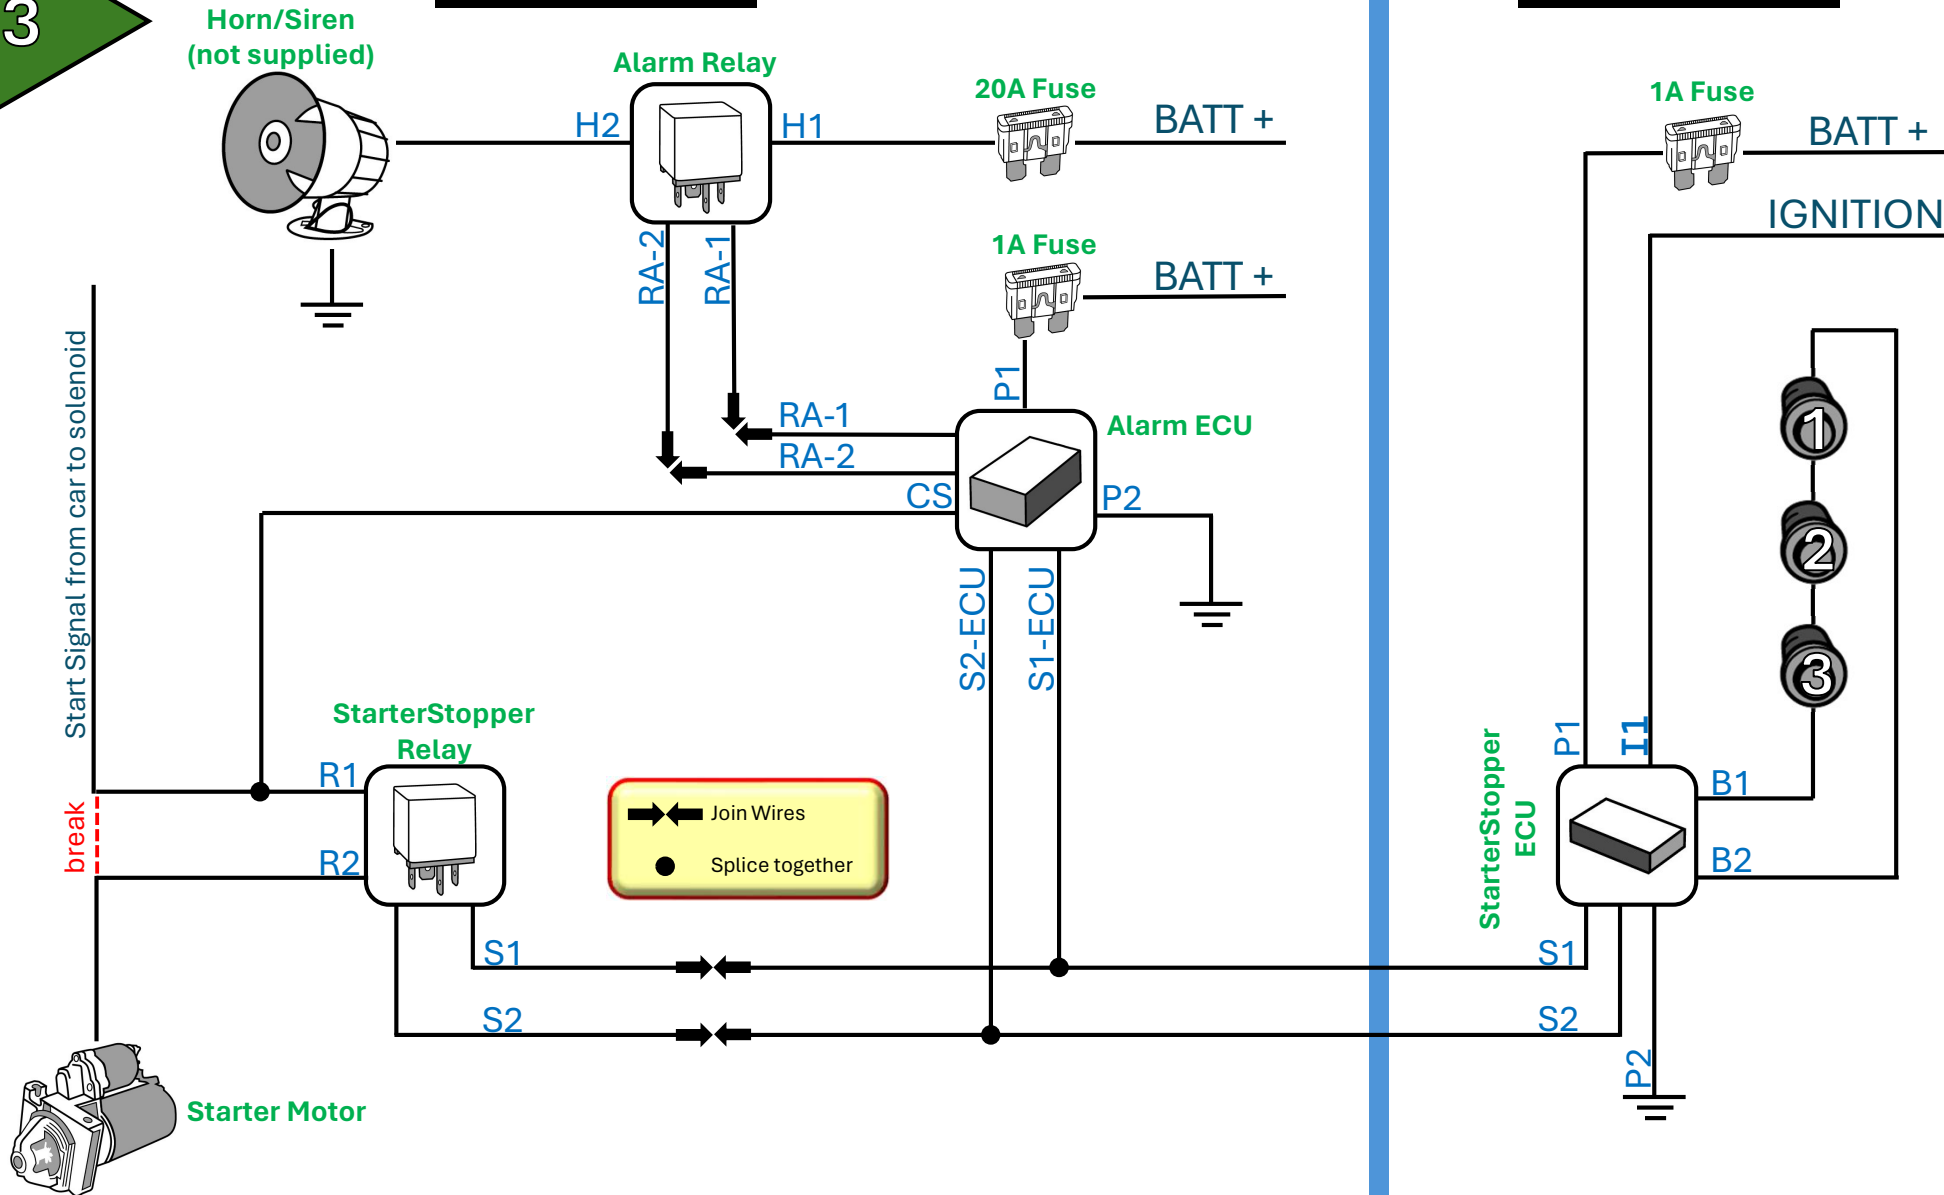 3
Horn/Siren
(not supplied)
Alarm Relay
20A Fuse
BATT +
1A Fuse
BATT +
H2
H1
IGNITION
RA-2
RA-1
1A Fuse
BATT +
Start Signal from car to solenoid
P1
RA-1
RA-2
CS
Alarm ECU
P2
1
2
3
S2-ECU
S1-ECU
StarterStopper
Relay
R1
break
R2
Join Wires
Splice together
P1
I1
StarterStopper
ECU
B1
B2
S1
S2
S1
S2
P2
Starter Motor